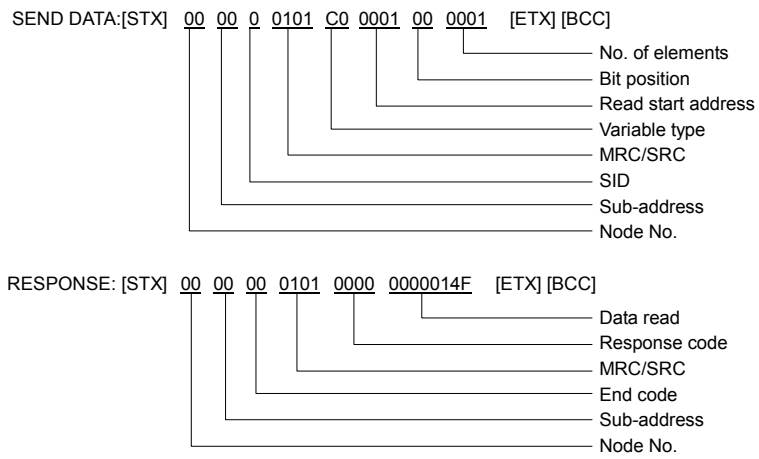 SEND DATA:[STX] 00 00 0 0101 C0 0001 00 0001 [ETX] [BCC]
No. of elements
Bit position
Read start address
Variable type
MRC/SRC
SID
Sub-address
Node No.
RESPONSE: [STX] 00 00 00 0101 0000 0000014F [ETX] [BCC]
Data read
Response code
MRC/SRC
End code
Sub-address
Node No.